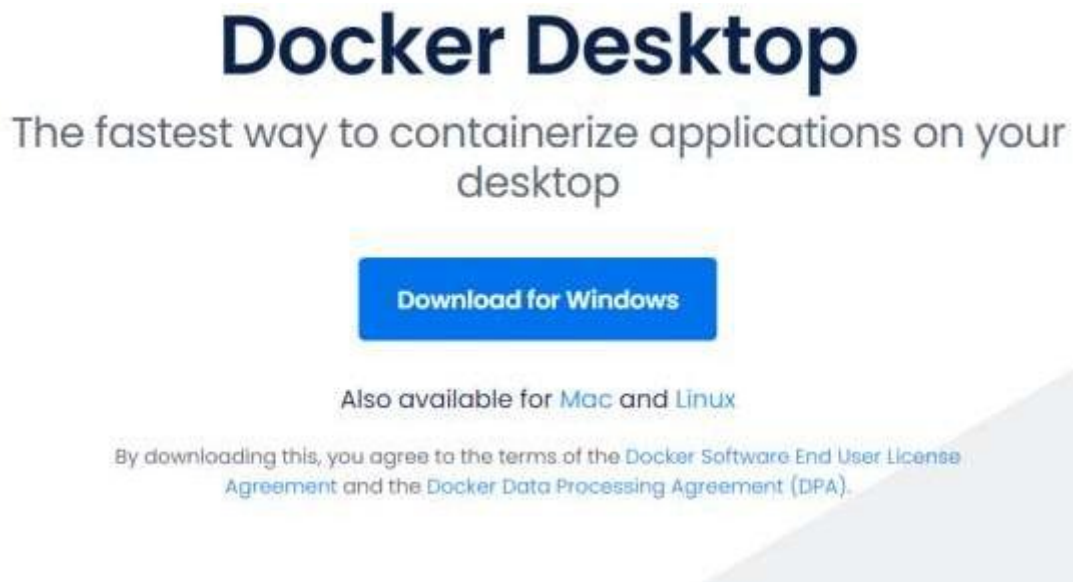 Docker Desktop
The fastest way to containerize applications on your
desktop
Download for Windows
Also available for Mac and Linux
By downloading this, you agree to the terms of the Docker Software End User License
Agreement and the Docker Data Processing Agreement (DPA).